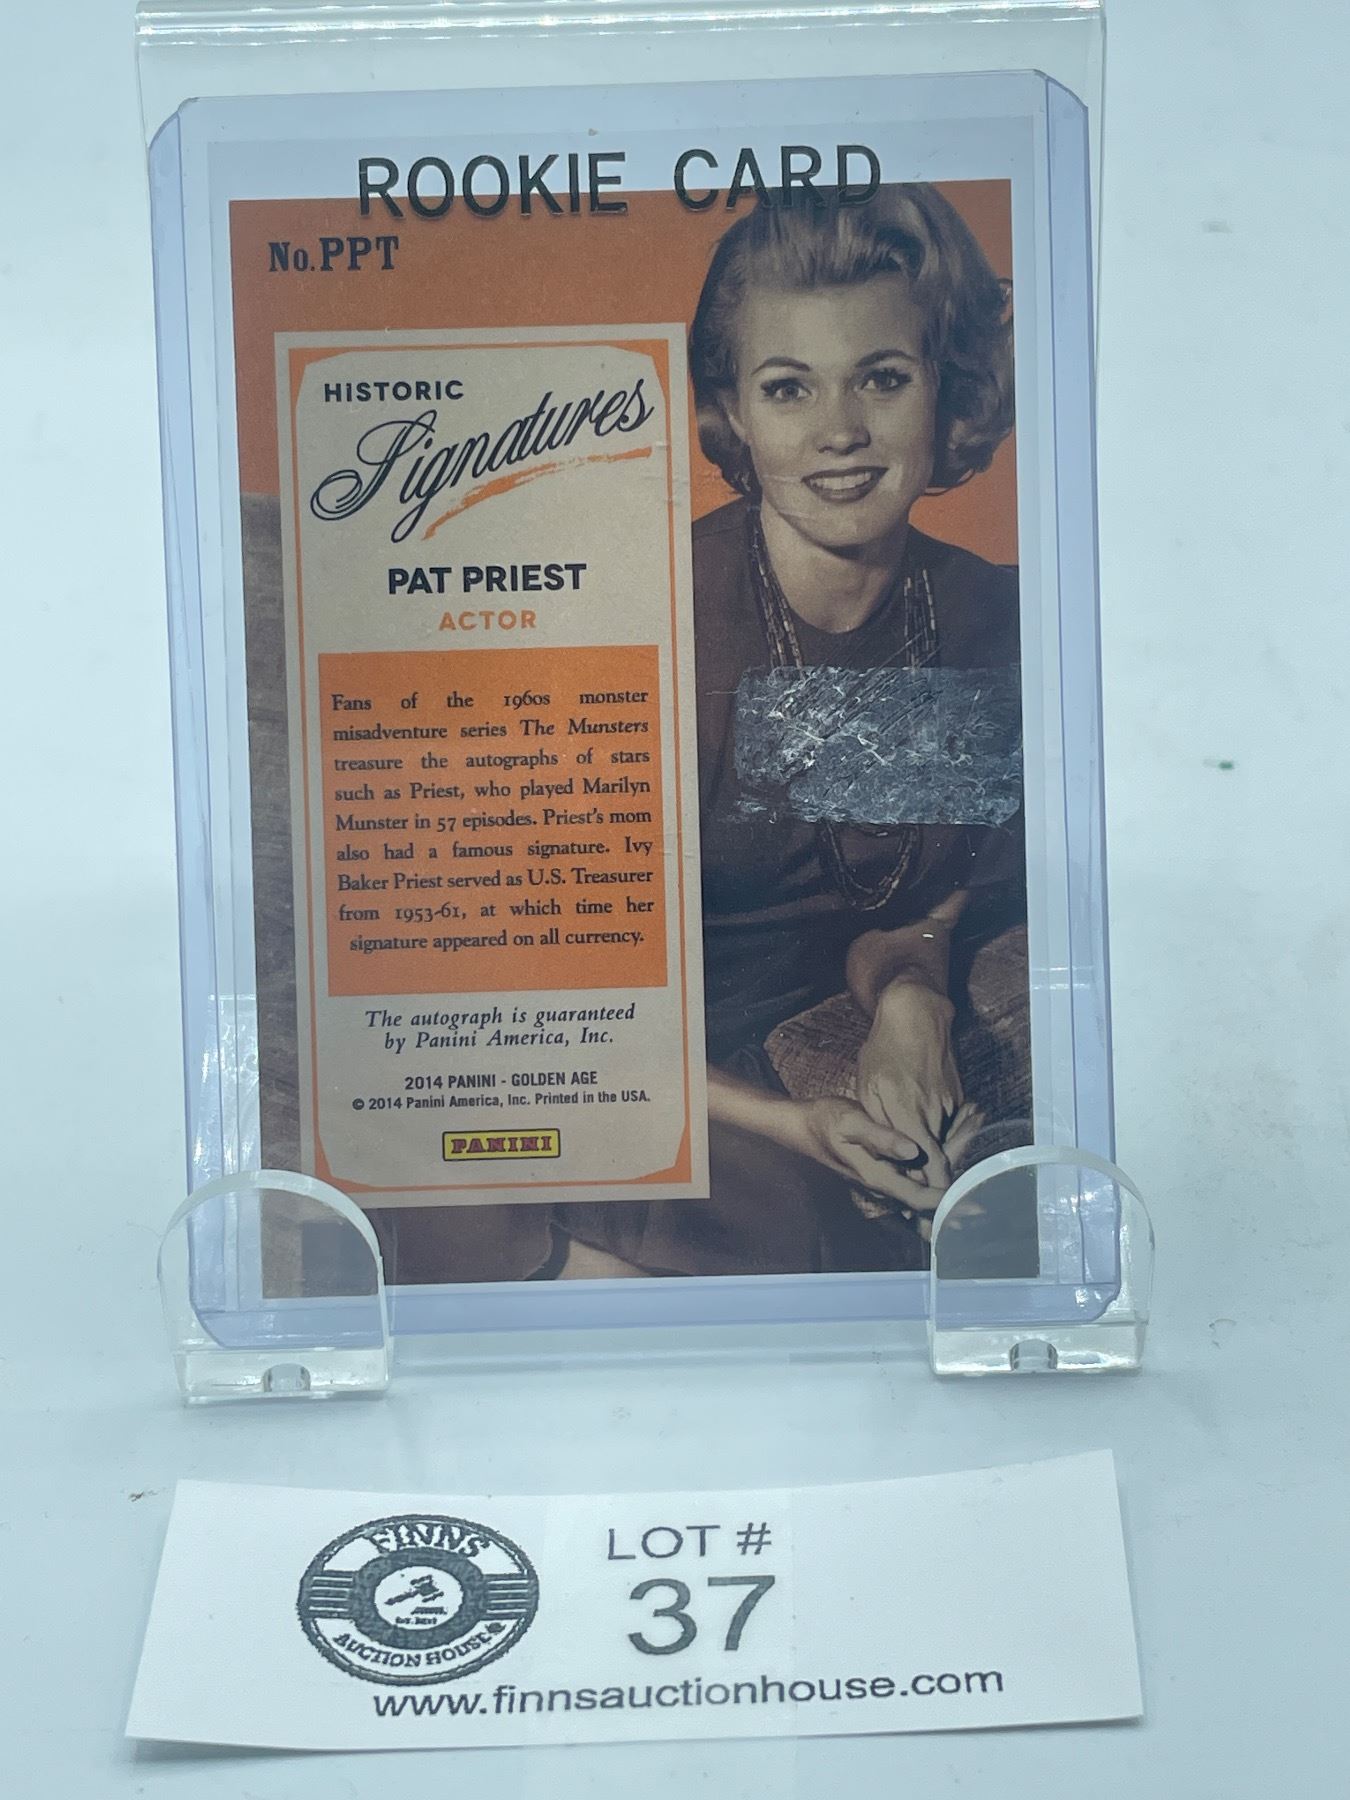 ROOKIE CARD
No. PPT
HISTORIC
Signatures
PAT PRIEST
ACTOR
Fans of the 1960s monster
misadventure series The Munsters
treasure the autographs of stars
such as Priest, who played Marilyn
Munster in 57 episodes. Priest's mom
also had a famous signature. Ivy
Baker Priest served as U.S. Treasurer
from 1953-61, at which time her
signature appeared on all currency.
The autograph is guaranteed
by Panini America, Inc.
2014 PANINI - GOLDEN AGE
© 2014 Panini America, Inc. Printed in the USA.
PANINI
FINNS
AUCTION HOUSE
LOT #
37
www.finnsauctionhouse.com